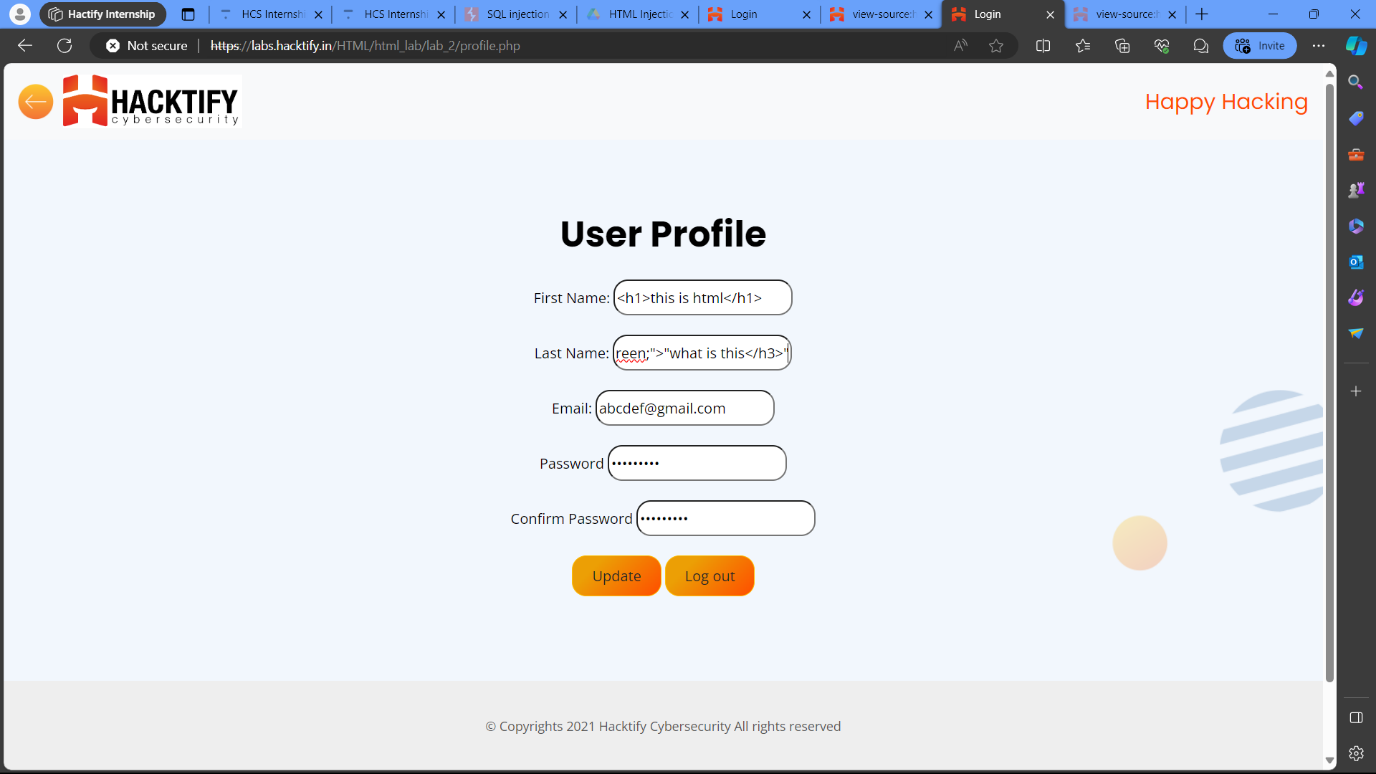 Hactify Internship
HCS Internshi
HCS Internshi
SQL injection
HTML Injectio
Login
view-source:h
Login
view-source:h
Not secure
https://labs.hacktify.in/HTML/html_lab/lab_2/profile.php
Invite
HACKTIFY
cybersecurity
Happy Hacking
User Profile
First Name: <h1>this is html</h1>
Last Name: reen;">"what is this</h3>"
Email: abcdef@gmail.com
Password •••••••••
Confirm Password •••••••••
Update Log out
© Copyrights 2021 Hacktify Cybersecurity All rights reserved